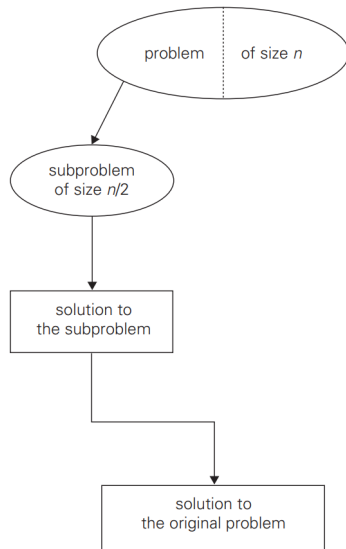 problem of size n
subproblem
of size n/2
solution to
the subproblem
solution to
the original problem